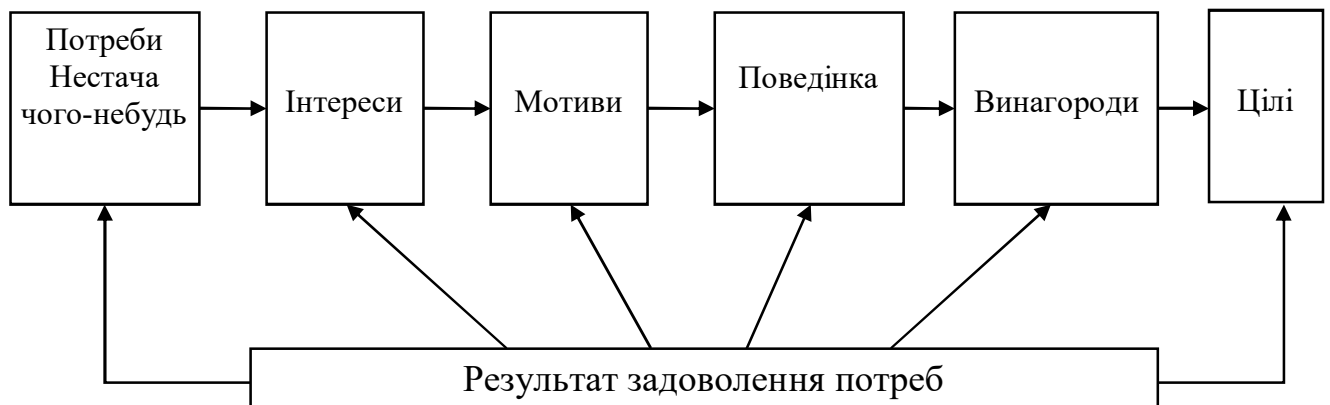 Потреби
Нестача
чого-небудь
Інтереси
Мотиви
Поведінка
Винагороди
Цілі
Результат задоволення потреб